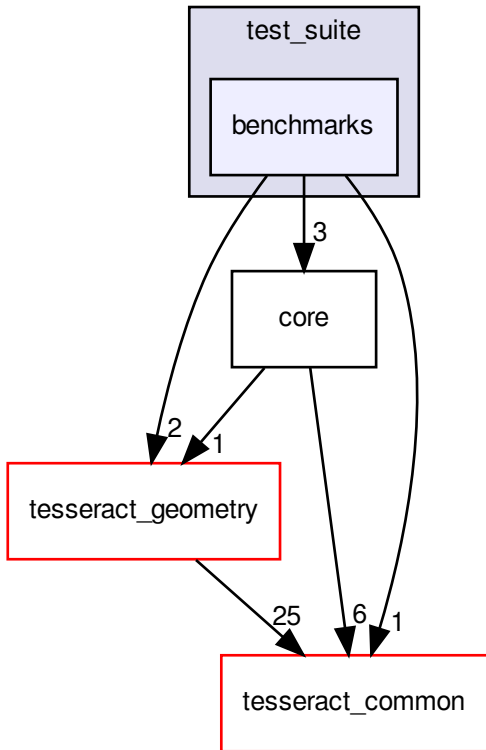 test_suite
benchmarks
3
core
2
1
tesseract_geometry
25
6
1
tesseract_common